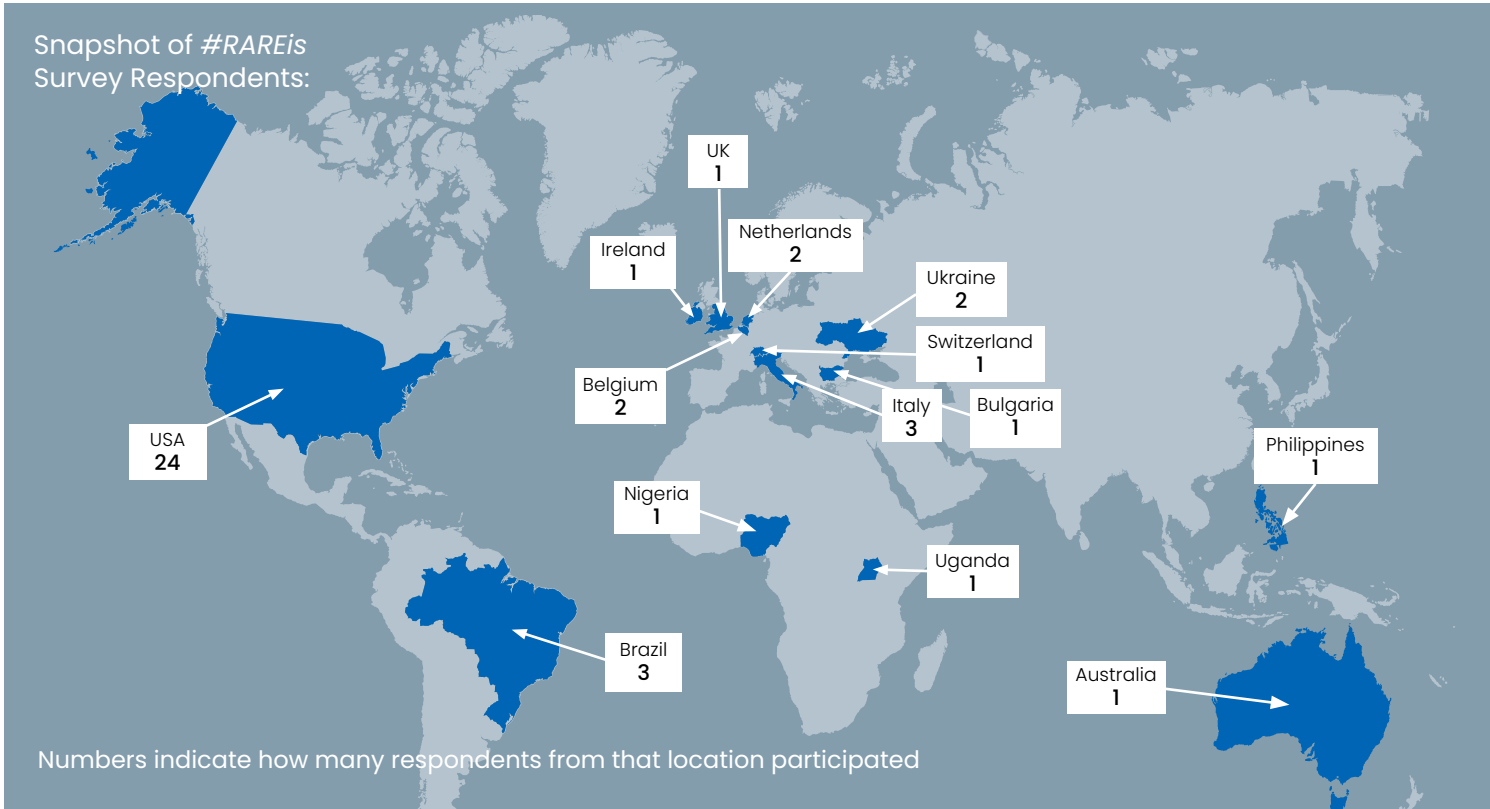 Snapshot of #RAREis
Survey Respondents:
UK
1
Netherlands
2
Ireland
1
Ukraine
2
Switzerland
1
Belgium
2
Italy
3
Bulgaria
1
USA
24
Philippines
1
Nigeria
1
Uganda
1
Brazil
3
Australia
1
Numbers indicate how many respondents from that location participated